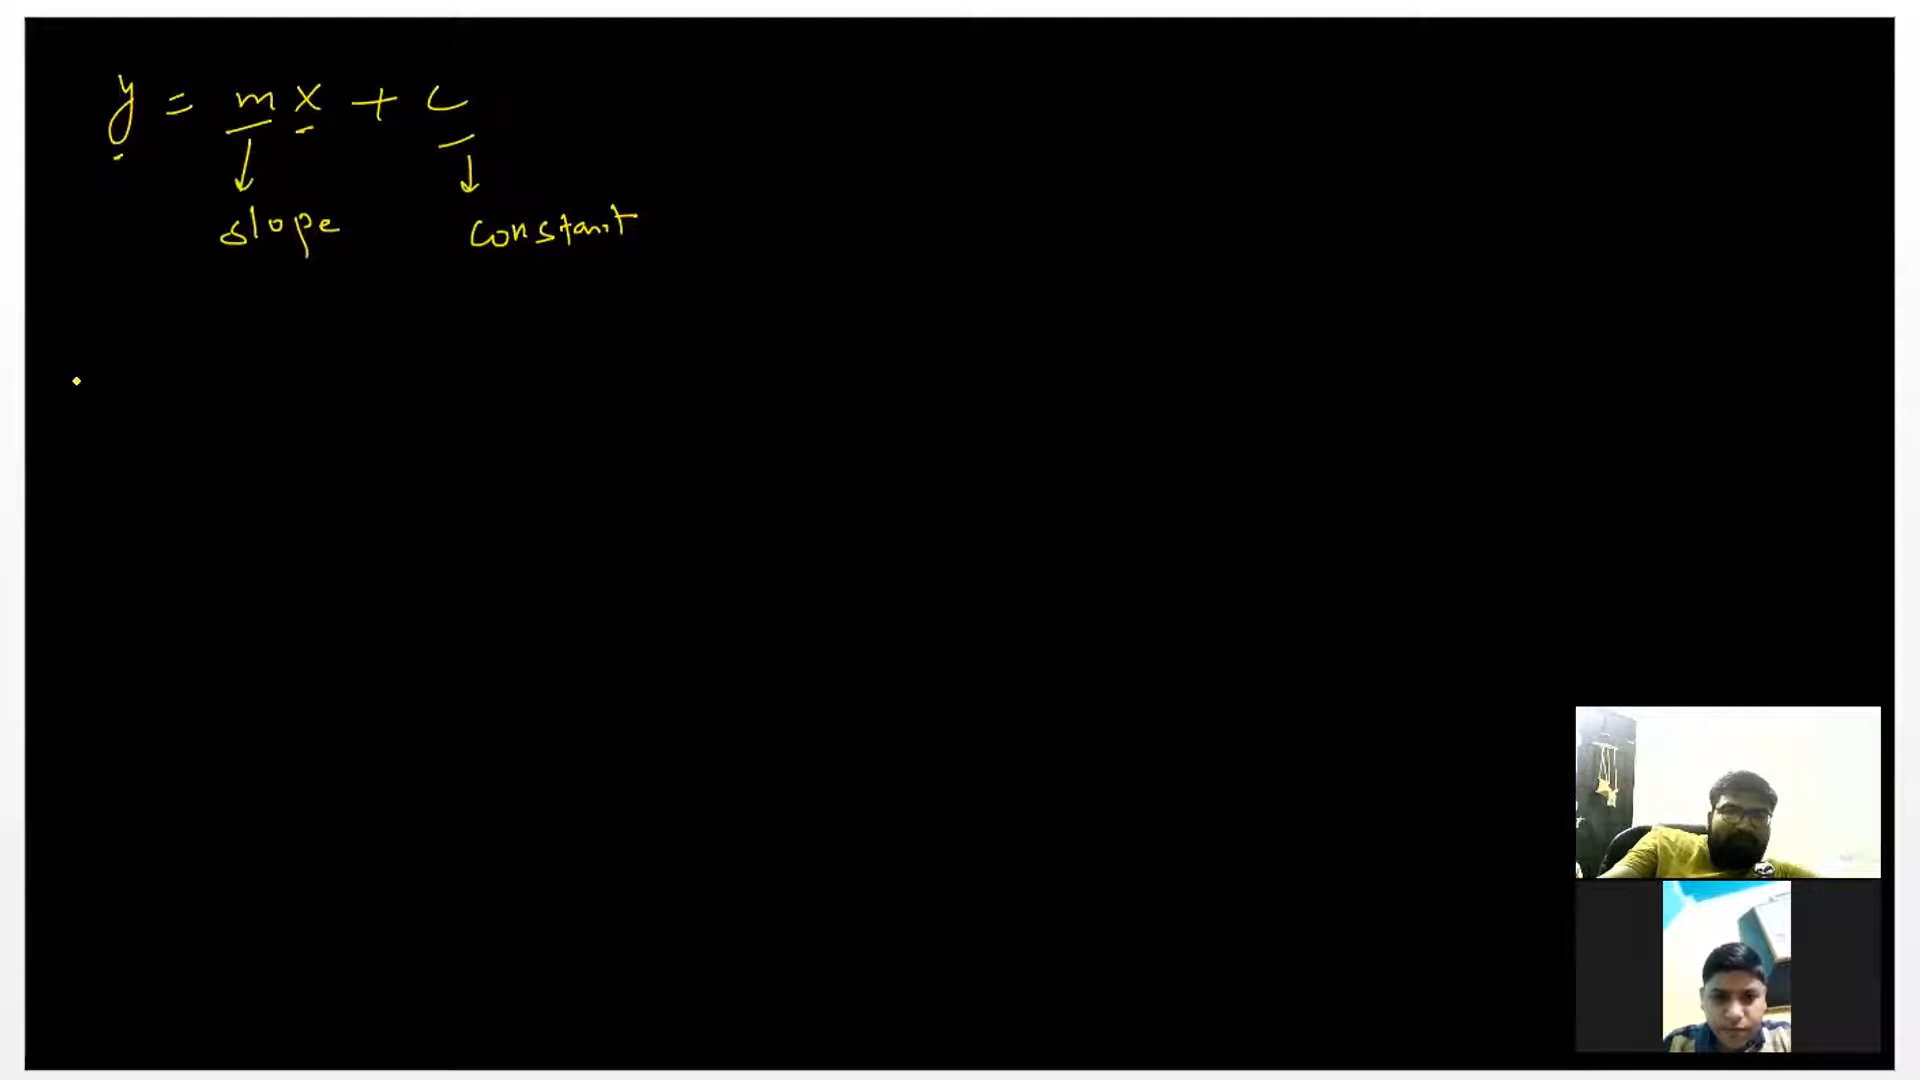 y = mx + c
slope constant